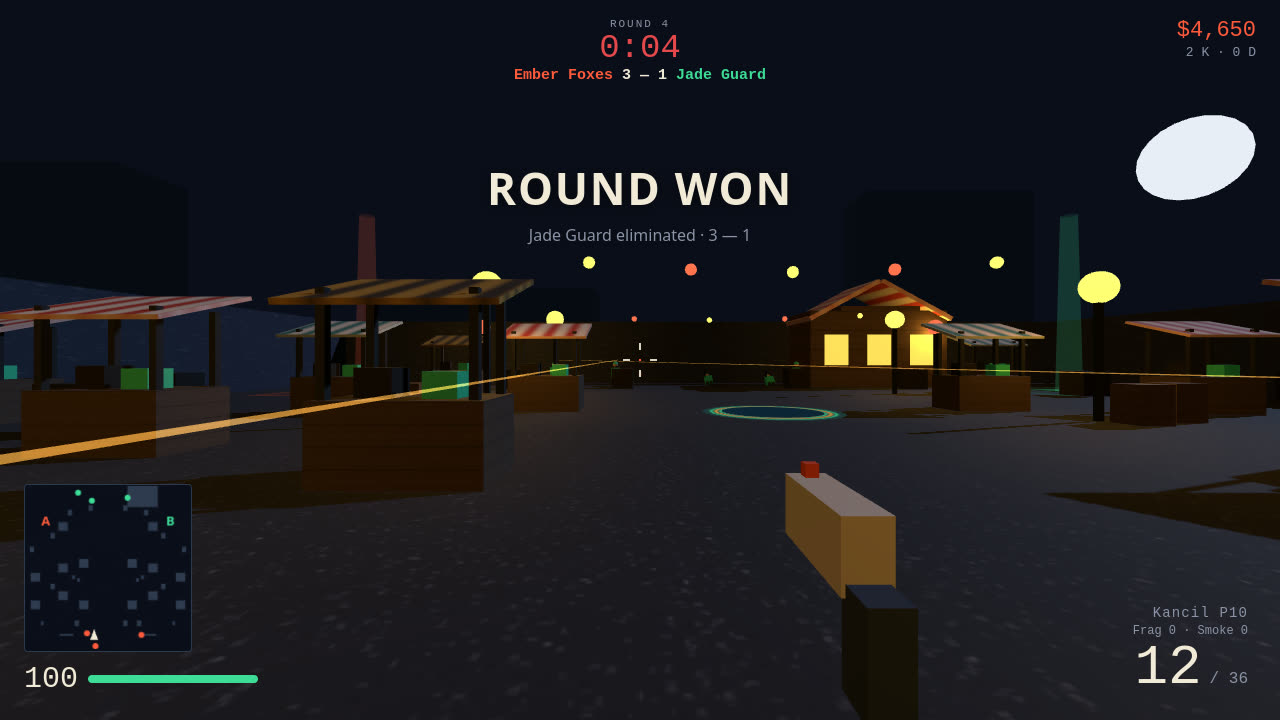 ROUND 4
0:04
Ember Foxes 3 — 1 Jade Guard
$4,650
2 K · 0 D
ROUND WON
Jade Guard eliminated · 3 — 1
A
B
100
Kancil P10
Frag 0 · Smoke 0
12 / 36